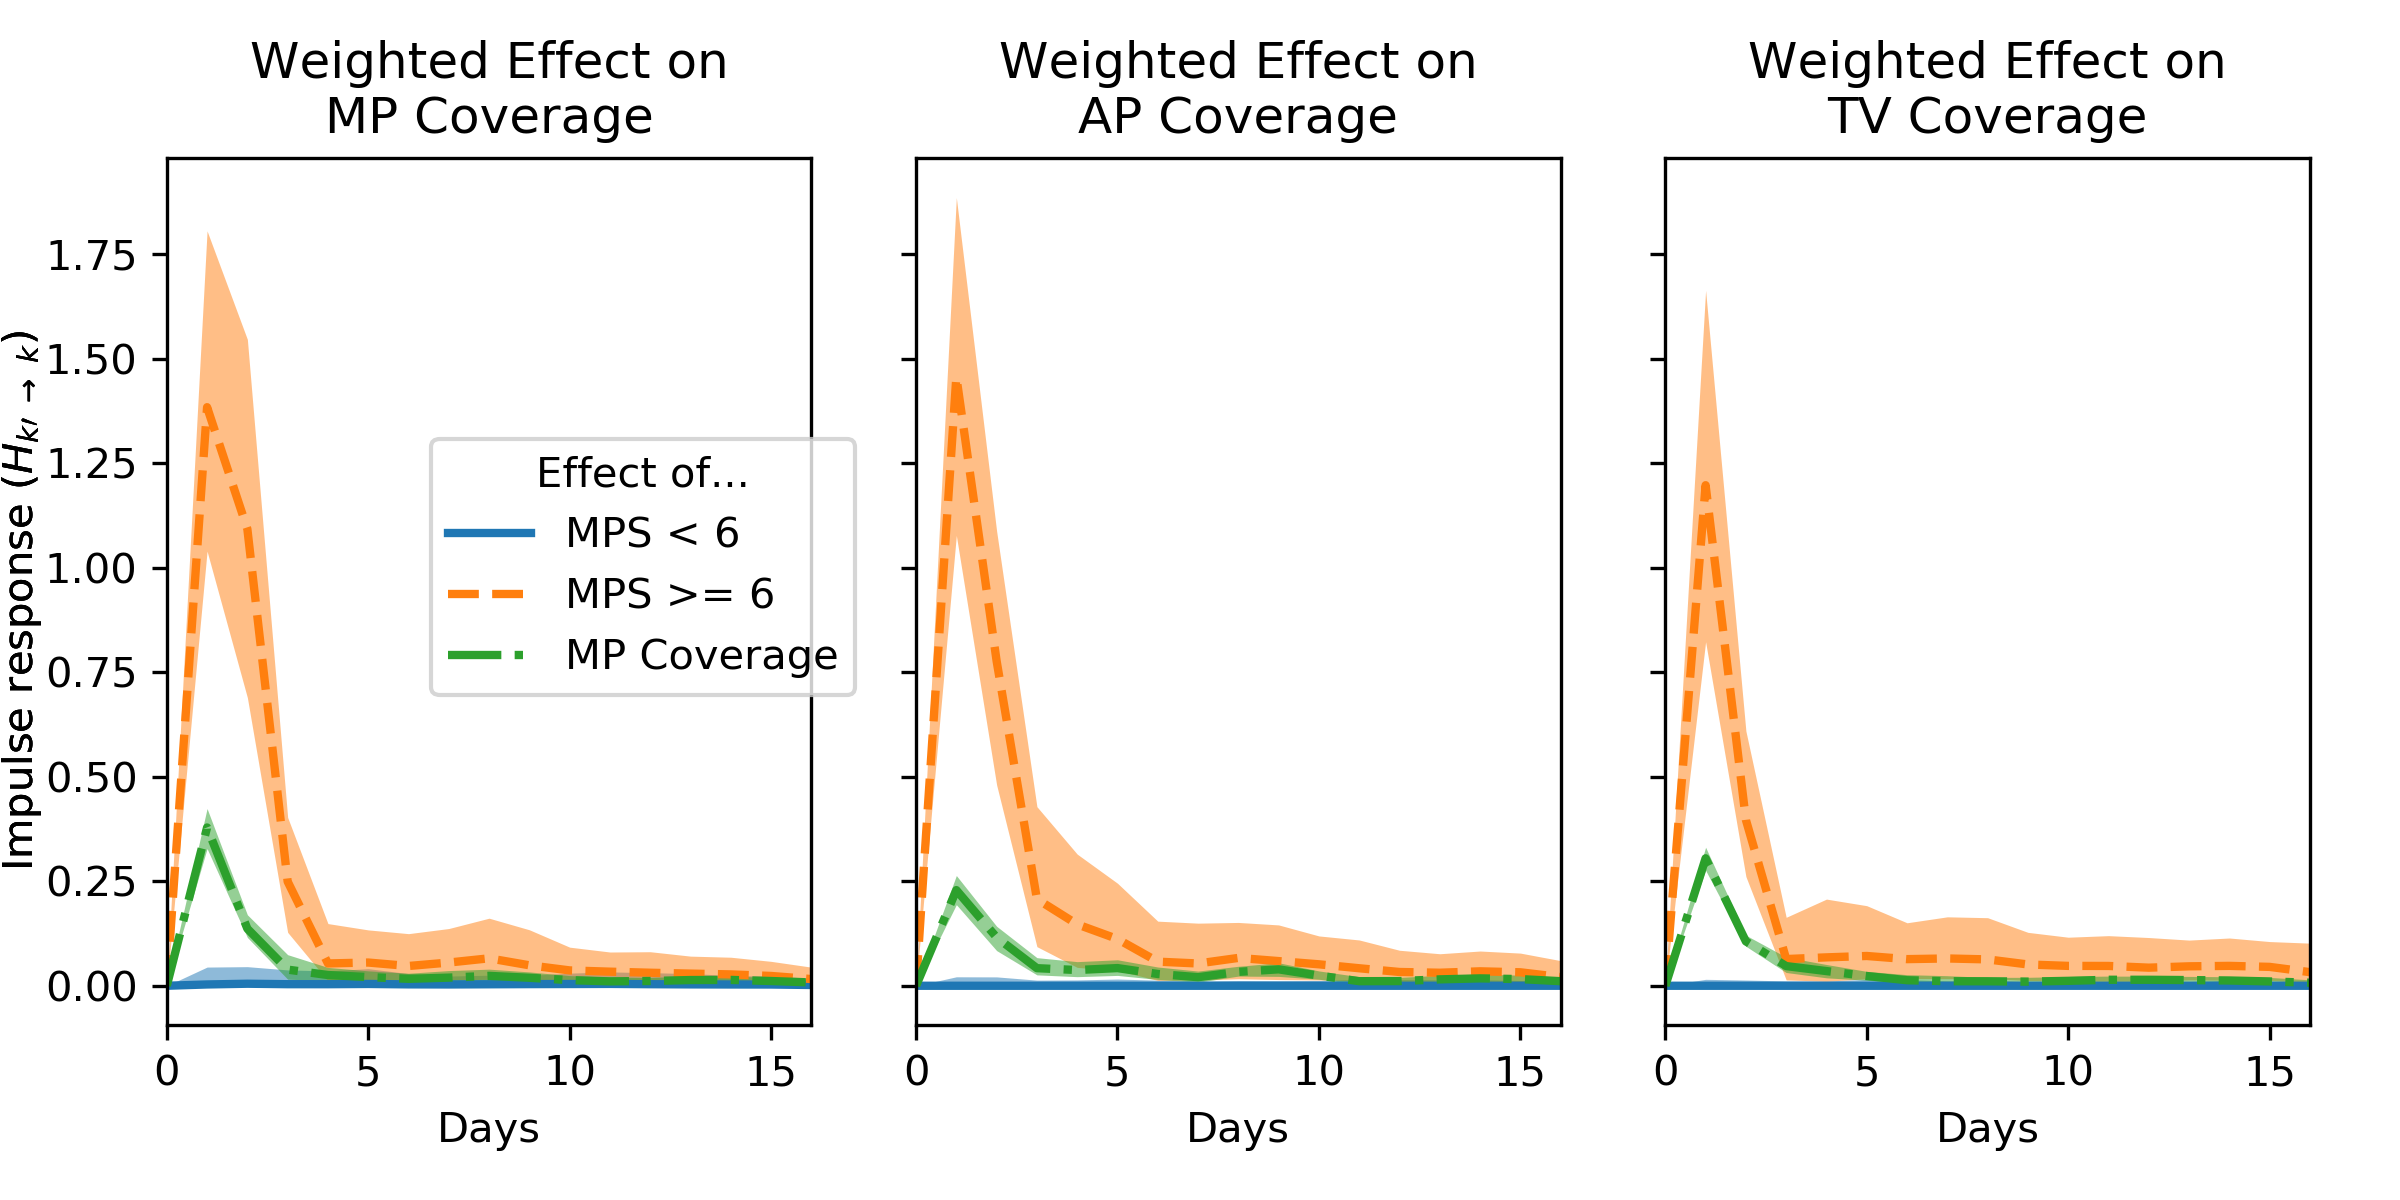 Weighted Effect on
MP Coverage
Weighted Effect on
AP Coverage
Weighted Effect on
TV Coverage
Impulse response (H_{k′ → k})
1.75
1.50
1.25
1.00
0.75
0.50
0.25
0.00
Effect of...
MPS < 6
MPS >= 6
MP Coverage
0 5 10 15
0 5 10 15
0 5 10 15
Days
Days
Days